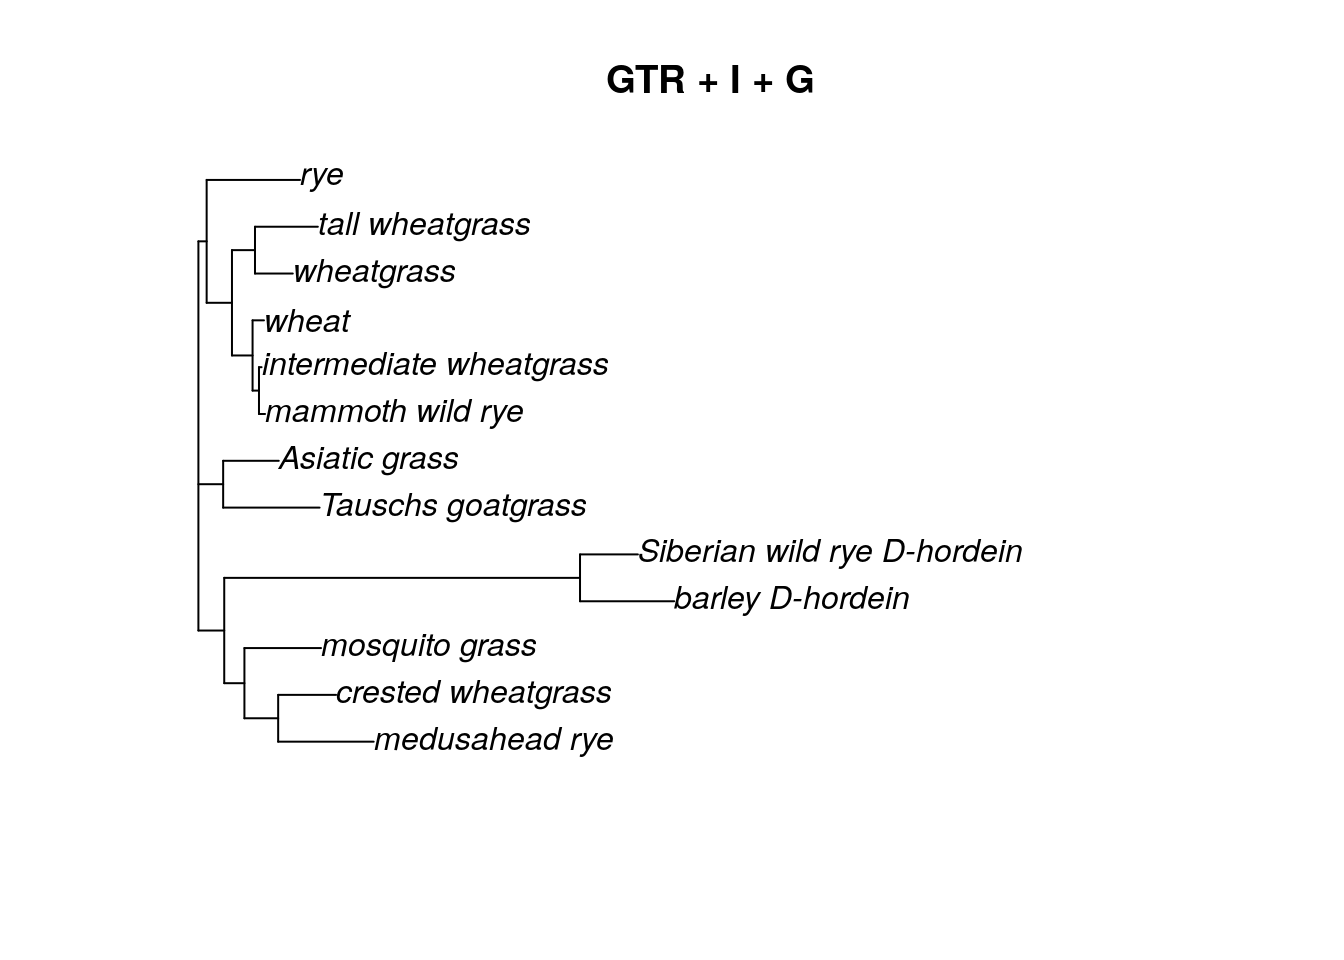 GTR + I + G
rye
tall wheatgrass
wheatgrass
wheat
intermediate wheatgrass
mammoth wild rye
Asiatic grass
Tauschs goatgrass
Siberian wild rye D-hordein
barley D-hordein
mosquito grass
crested wheatgrass
medusahead rye